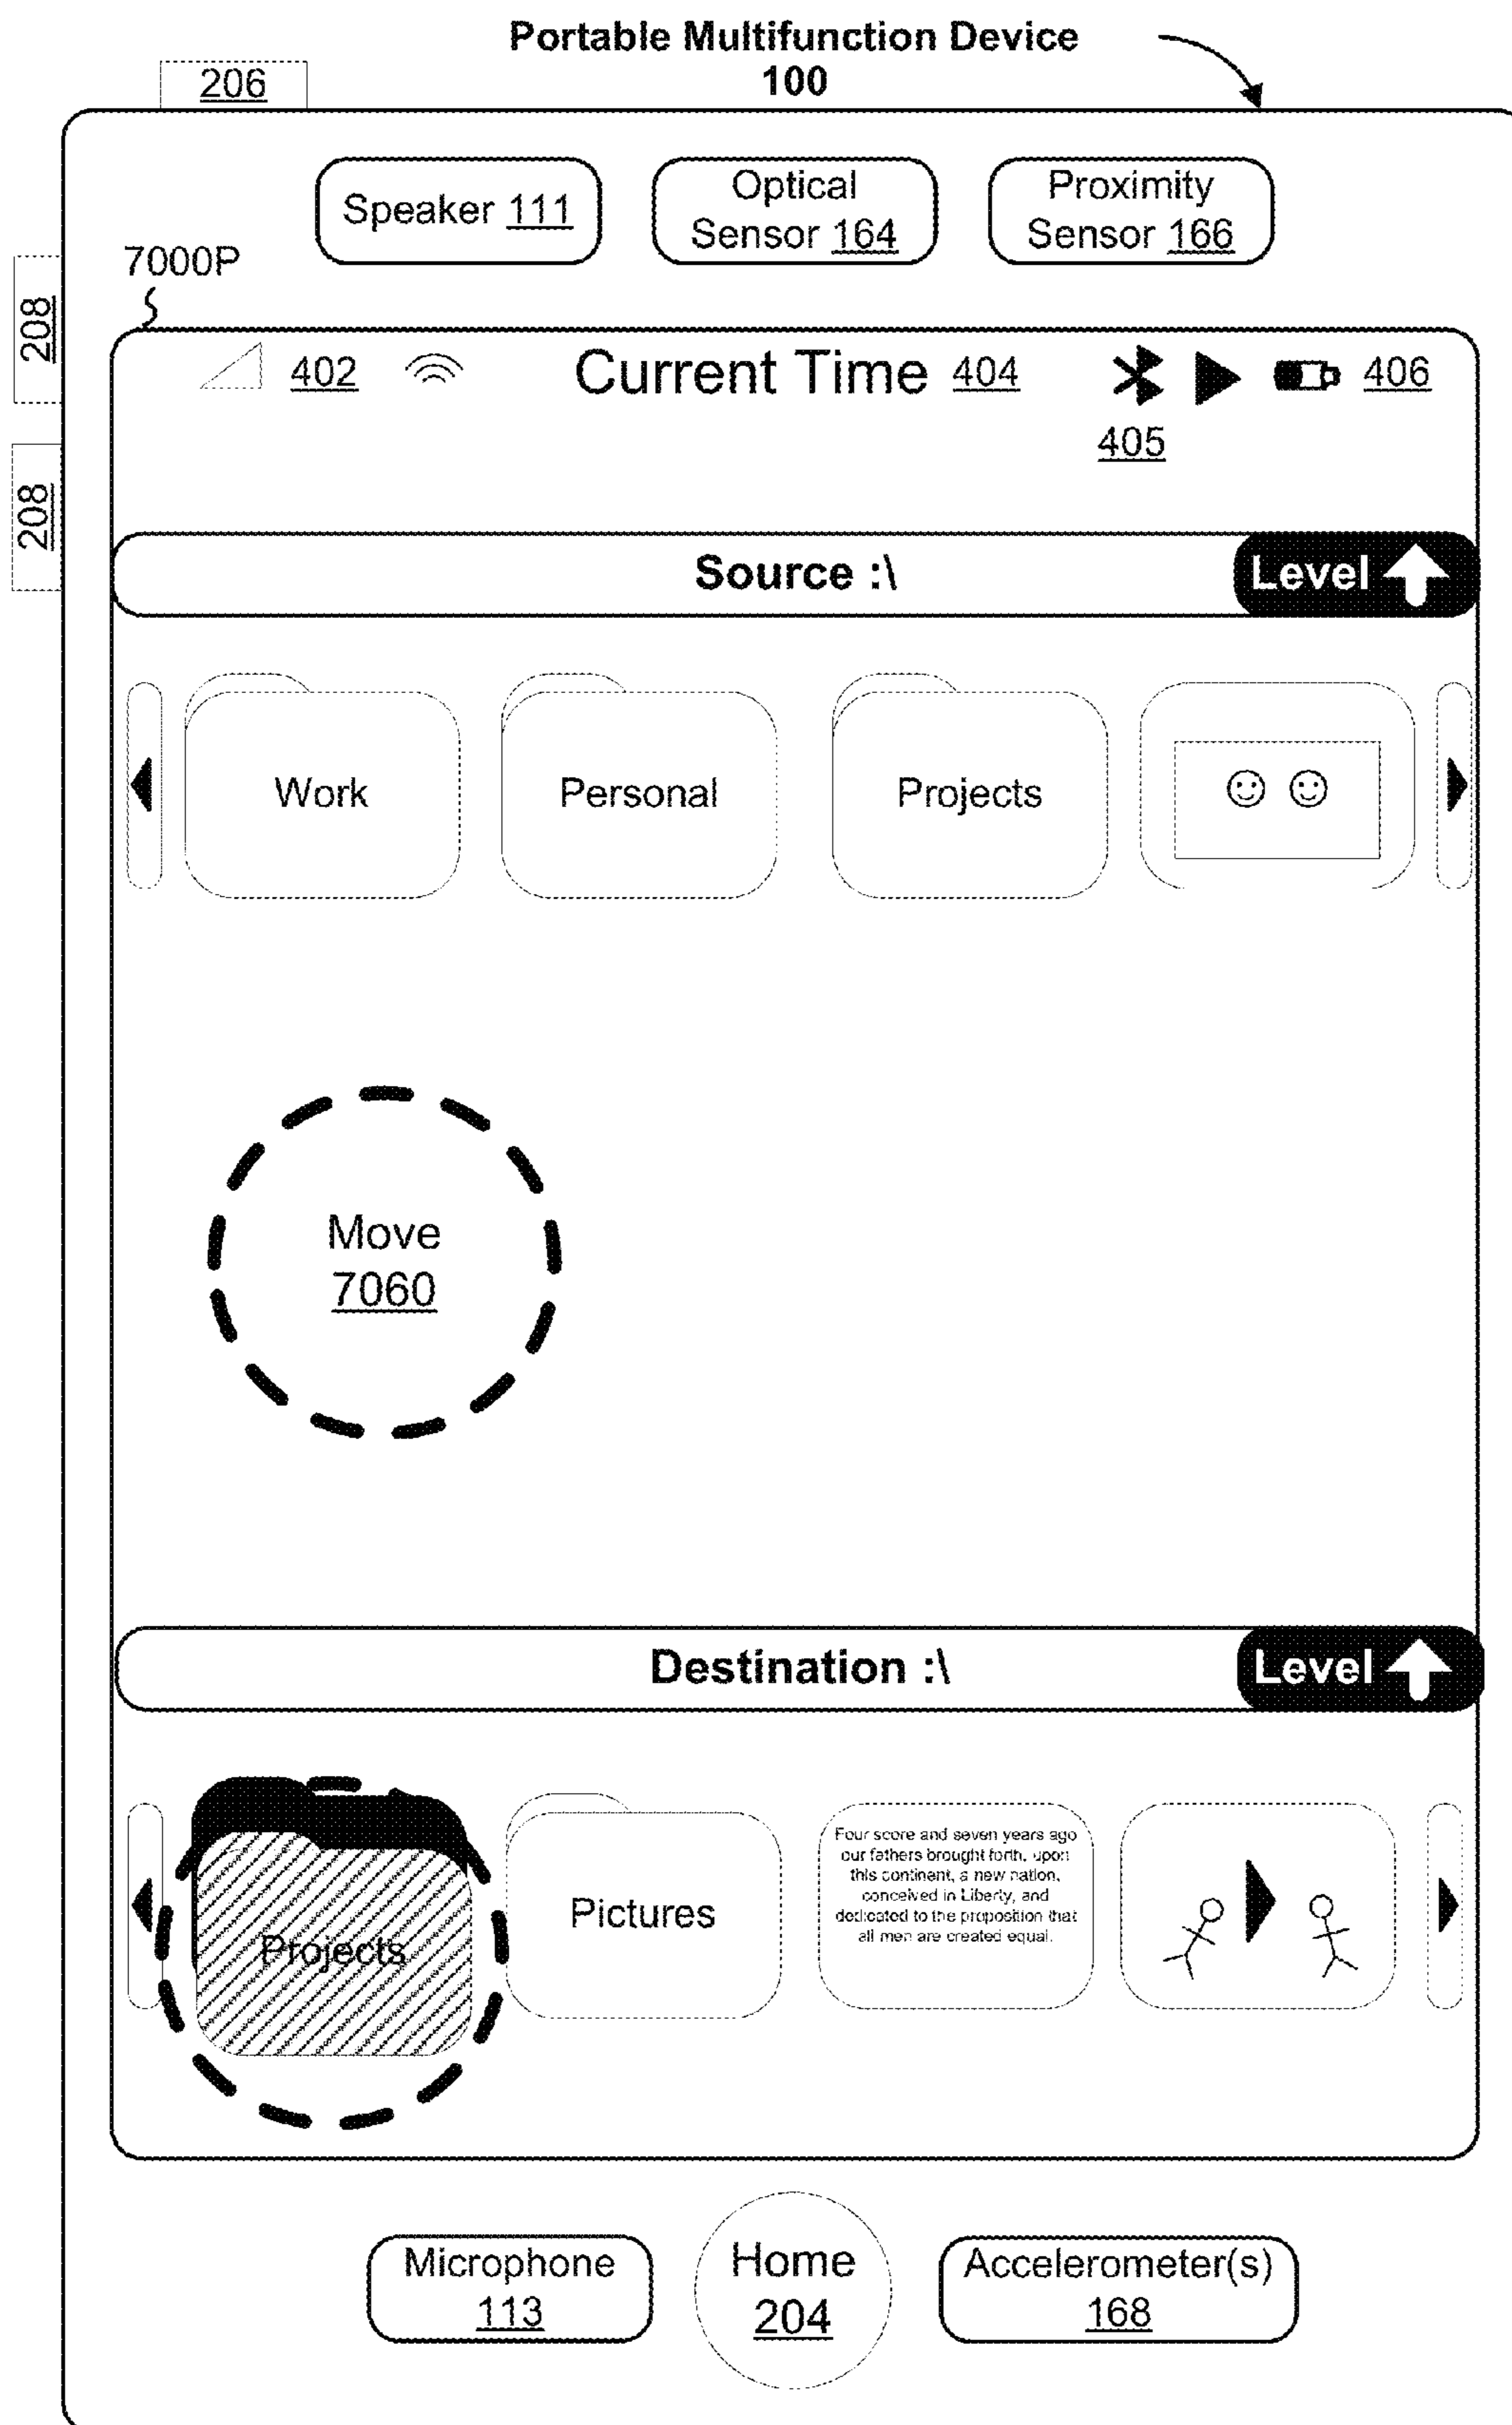 Portable Multifunction Device
100
206
Speaker 111
Optical
Sensor 164
Proximity
Sensor 166
7000P
208
208
402
Current Time 404
406
405
Source :\
Level
Work
Personal
Projects
Move
7060
Destination :\
Level
Projects
Pictures
Four score and seven years ago
our fathers brought forth, upon
this continent, a new nation,
conceived in Liberty, and
dedicated to the proposition that
all men are created equal.
Microphone
113
Home
204
Accelerometer(s)
168